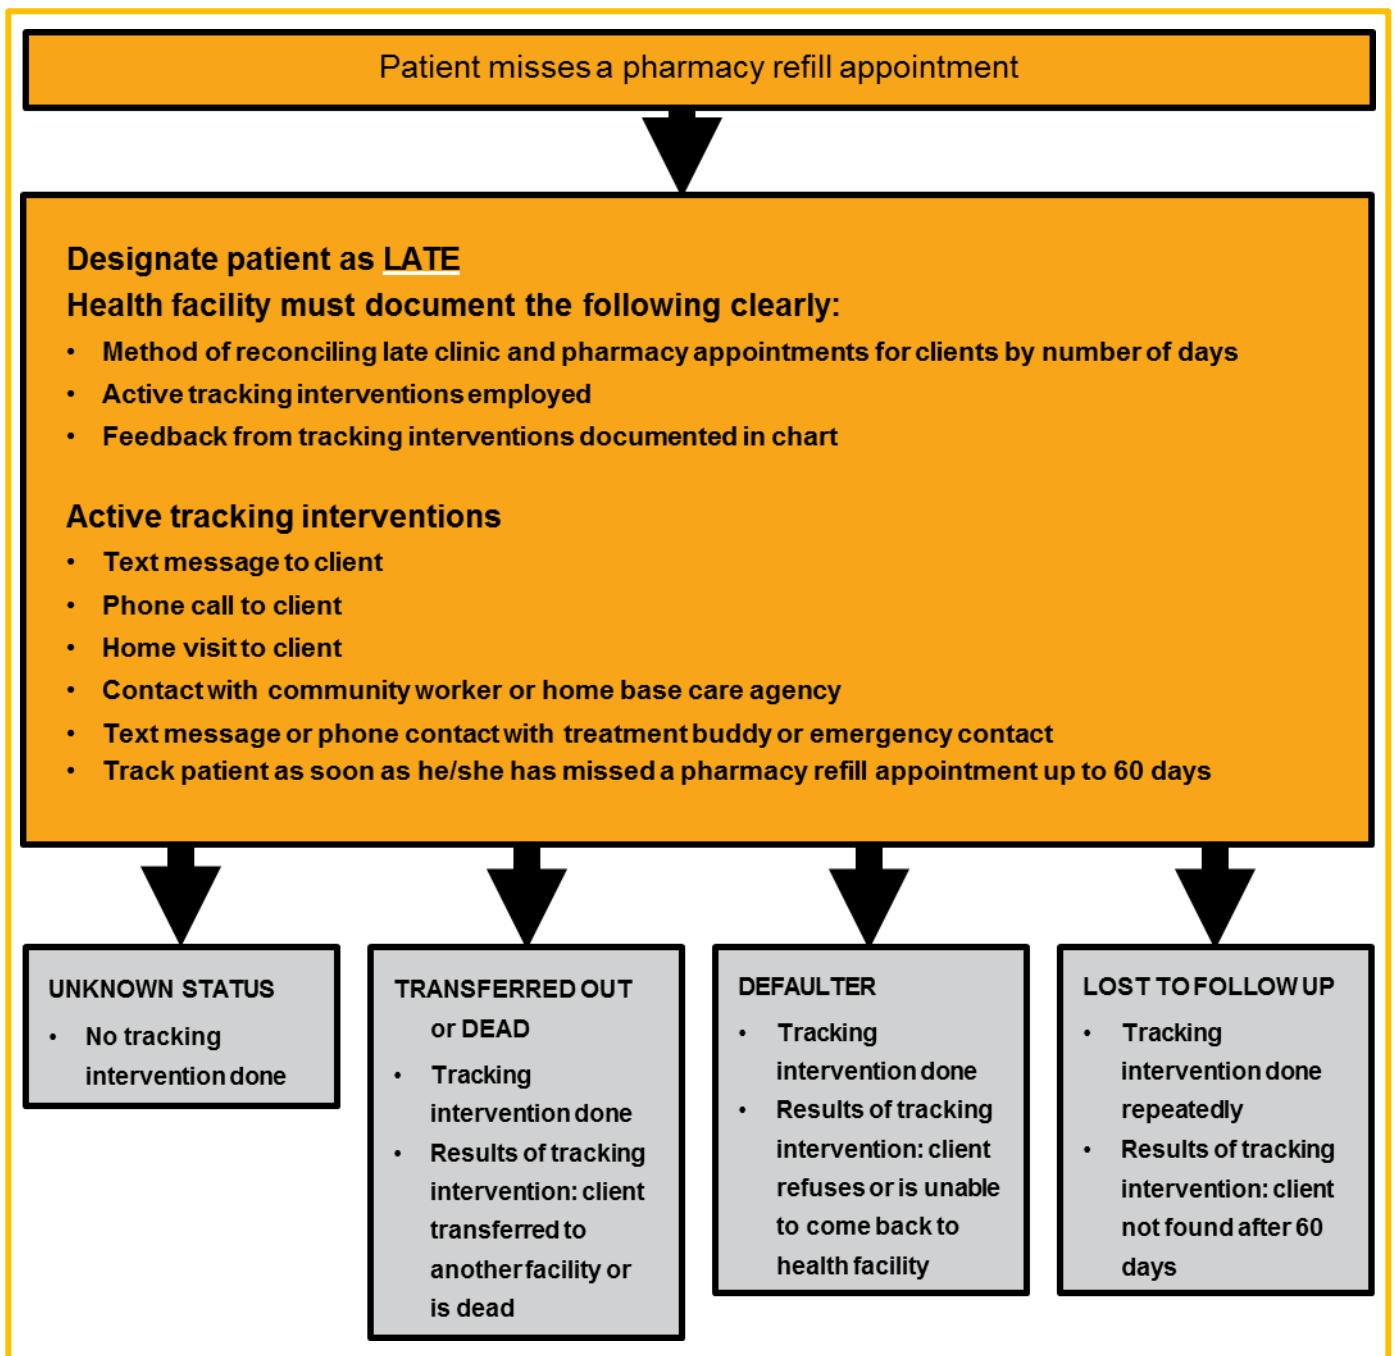 Patient misses a pharmacy refill appointment
Designate patient as LATE
Health facility must document the following clearly:
• Method of reconciling late clinic and pharmacy appointments for clients by number of days
• Active tracking interventions employed
• Feedback from tracking interventions documented in chart
Active tracking interventions
• Text message to client
• Phone call to client
• Home visit to client
• Contact with community worker or home base care agency
• Text message or phone contact with treatment buddy or emergency contact
• Track patient as soon as he/she has missed a pharmacy refill appointment up to 60 days
UNKNOWN STATUS
• No tracking
intervention done
TRANSFERRED OUT
or DEAD
• Tracking
intervention done
• Results of tracking
intervention: client
transferred to
another facility or
is dead
DEFAULTER
• Tracking
intervention done
• Results of tracking
intervention: client
refuses or is unable
to come back to
health facility
LOST TO FOLLOW UP
• Tracking
intervention done
repeatedly
• Results of tracking
intervention: client
not found after 60
days